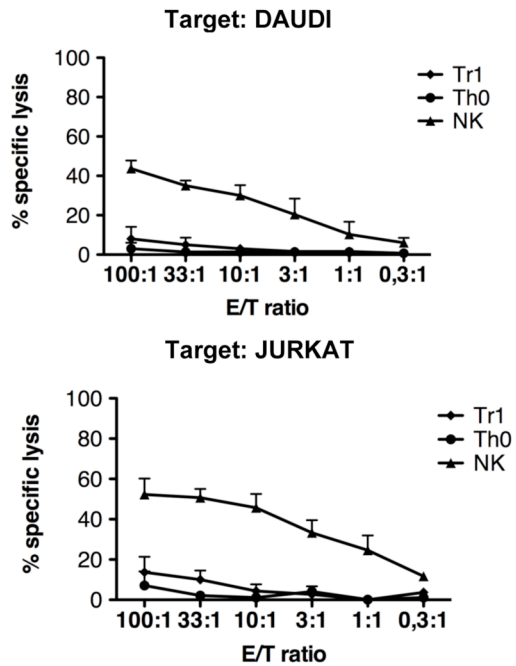 Target: DAUDI
100
80
60
40
20
0
% specific lysis
Tr1
Th0
NK
100:1 33:1 10:1 3:1 1:1 0,3:1
E/T ratio
Target: JURKAT
100
80
60
40
20
0
% specific lysis
Tr1
Th0
NK
100:1 33:1 10:1 3:1 1:1 0,3:1
E/T ratio